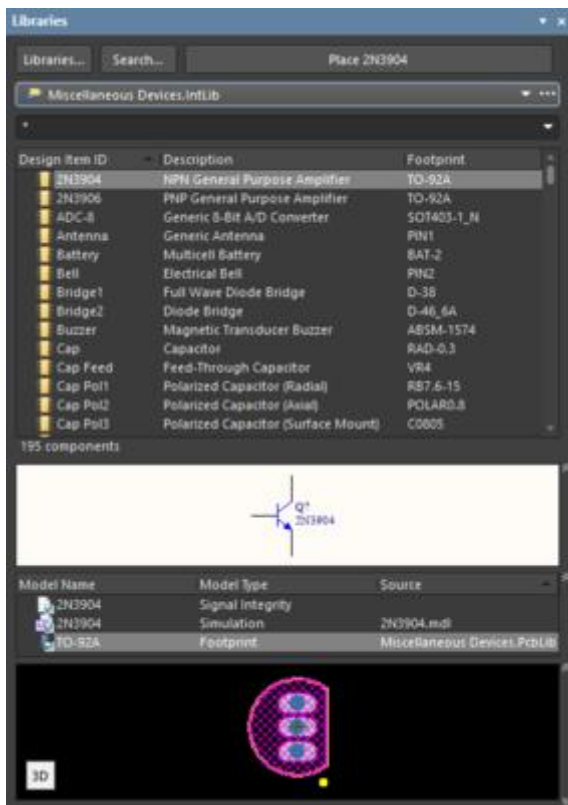 Libraries
Libraries... Search... Place 2N3904
Miscellaneous Devices.IntLib
*
Design Item ID Description Footprint
2N3904 NPN General Purpose Amplifier TO-92A
2N3906 PNP General Purpose Amplifier TO-92A
ADC-8 Generic 8-Bit A/D Converter SOT403-1_N
Antenna Generic Antenna PIN1
Battery Multicell Battery BAT-2
Bell Electrical Bell PIN2
Bridge1 Full Wave Diode Bridge D-38
Bridge2 Diode Bridge D-46_6A
Buzzer Magnetic Transducer Buzzer ABSM-1574
Cap Capacitor RAD-0.3
Cap Feed Feed-Through Capacitor VR4
Cap Pol1 Polarized Capacitor (Radial) RB7.6-15
Cap Pol2 Polarized Capacitor (Axial) POLAR0.8
Cap Pol3 Polarized Capacitor (Surface Mount) C0805
195 components
Q?
2N3904
Model Name Model Type Source
2N3904 Signal Integrity
2N3904 Simulation 2N3904.mdl
TO-92A Footprint Miscellaneous Devices.PcbLib
3D